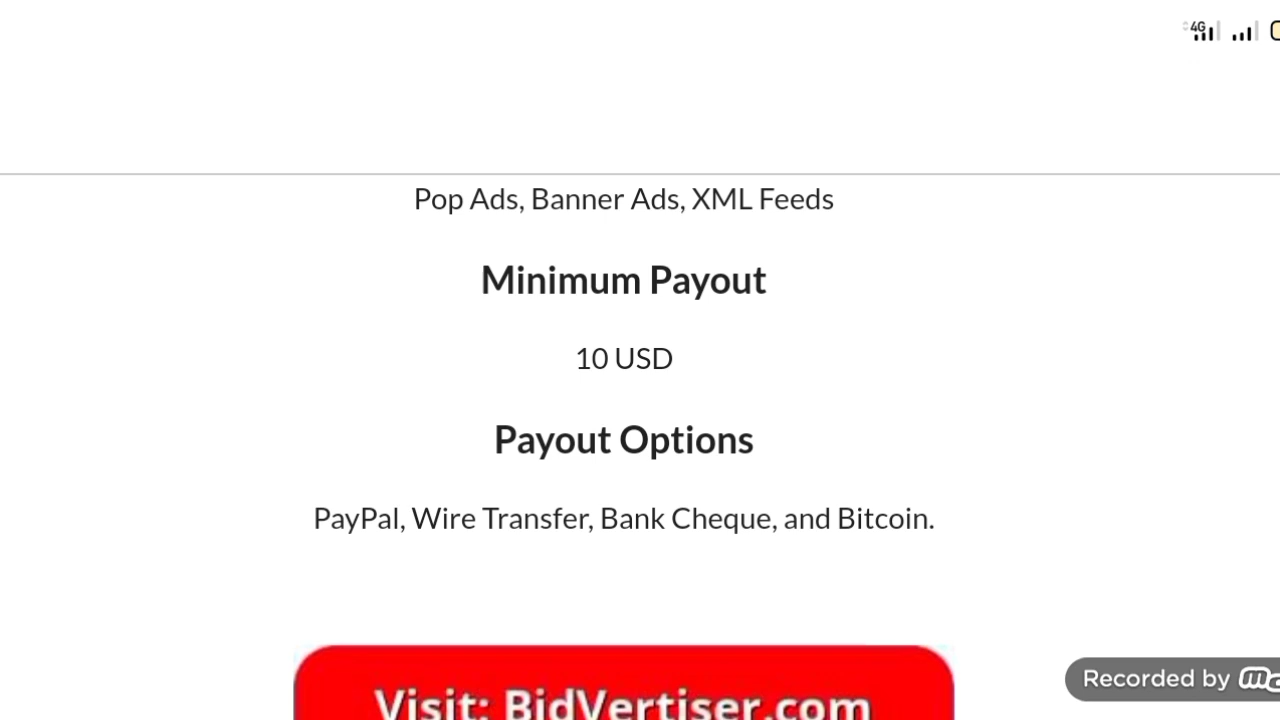 4G
Pop Ads, Banner Ads, XML Feeds
Minimum Payout
10 USD
Payout Options
PayPal, Wire Transfer, Bank Cheque, and Bitcoin.
Visit: BidVertiser.com
Recorded by